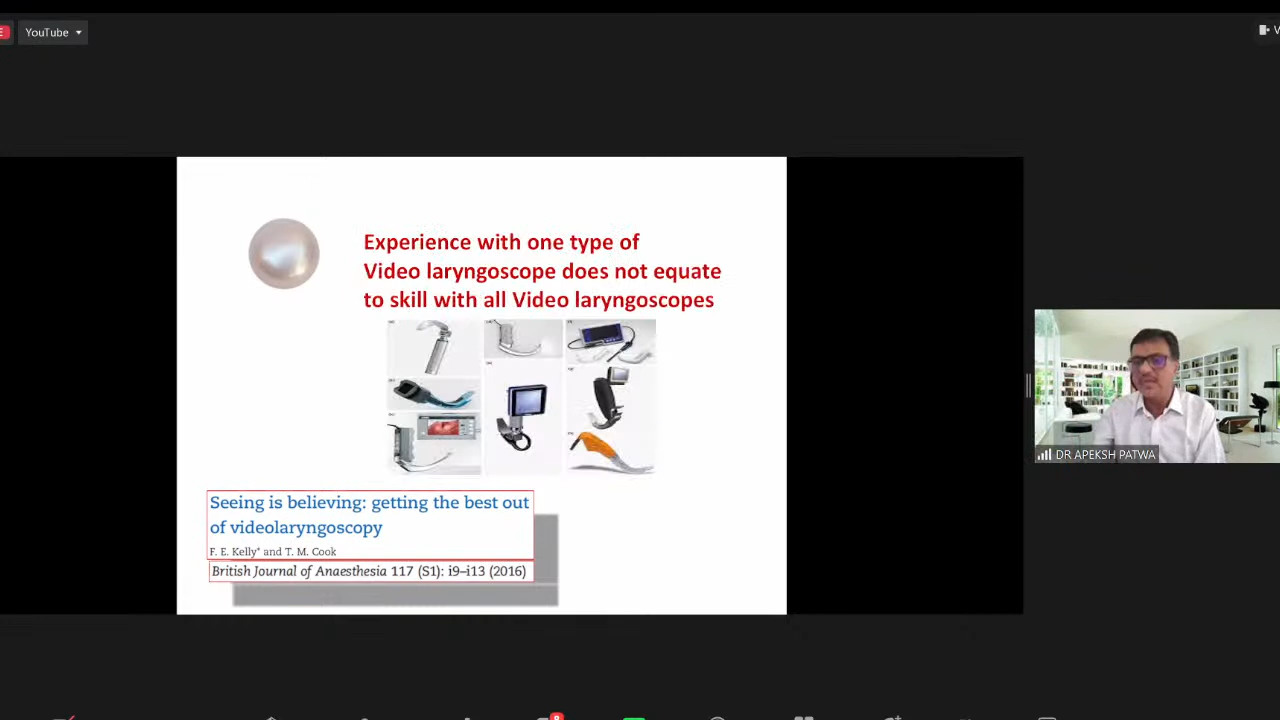 YouTube
Experience with one type of
Video laryngoscope does not equate
to skill with all Video laryngoscopes
Seeing is believing: getting the best out
of videolaryngoscopy
F. E. Kelly* and T. M. Cook
British Journal of Anaesthesia 117 (S1): i9–i13 (2016)
DR APEKSH PATWA